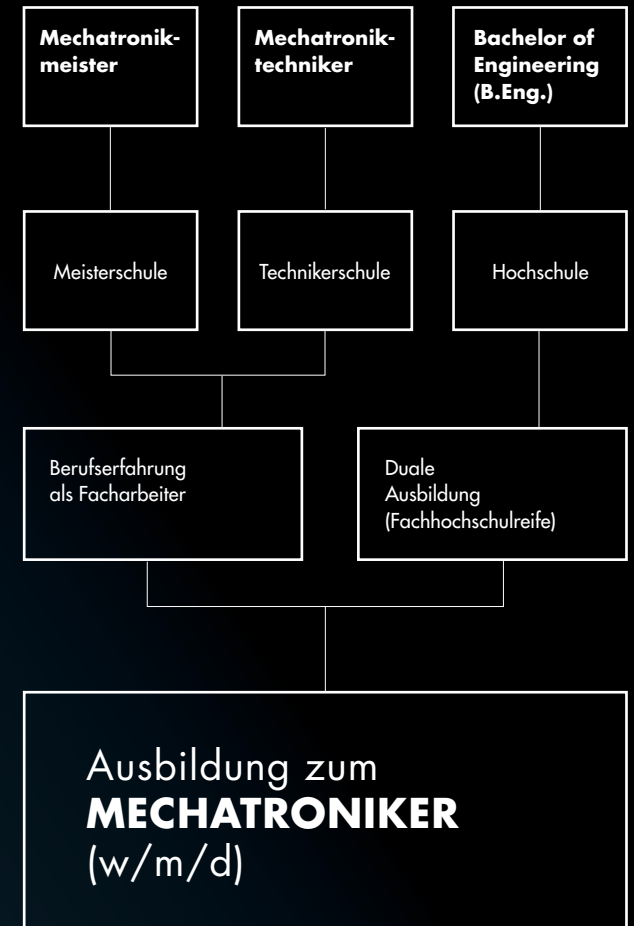 Mechatronik-
meister
Mechatronik-
techniker
Bachelor of
Engineering
(B.Eng.)
Meisterschule
Technikerschule
Hochschule
Berufserfahrung
als Facharbeiter
Duale
Ausbildung
(Fachhochschulreife)
Ausbildung zum
MECHATRONIKER
(w/m/d)